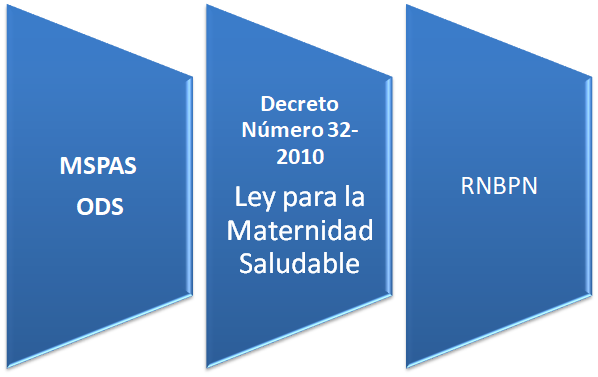 MSPAS
ODS
Decreto
Número 32-
2010
Ley para la
Maternidad
Saludable
RNBPN